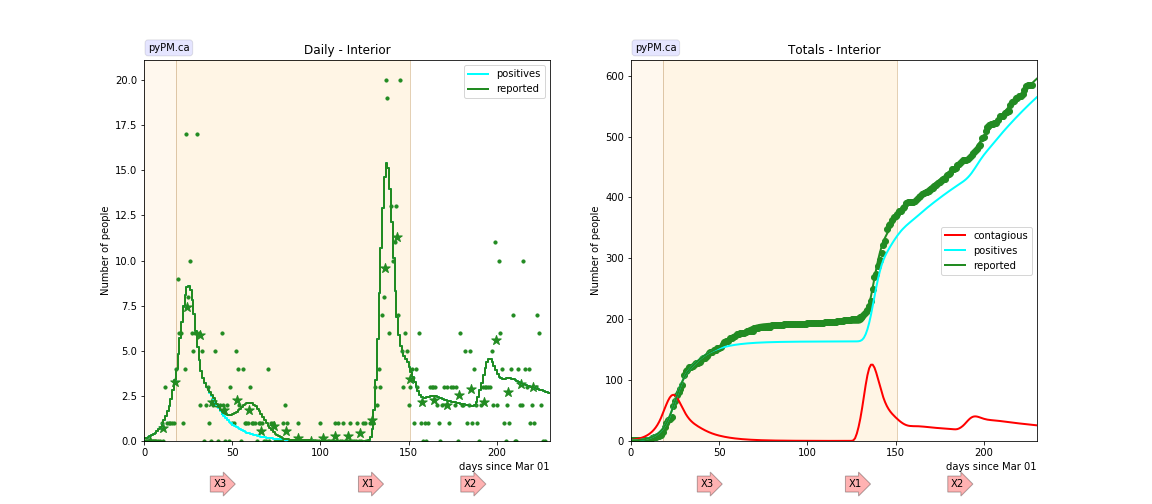 pyPM.ca
Daily - Interior
positives
reported
Number of people
20.0
17.5
15.0
12.5
10.0
7.5
5.0
2.5
0.0
0 50 100 150 200
days since Mar 01
X3 X1 X2
pyPM.ca
Totals - Interior
contagious
positives
reported
Number of people
600
500
400
300
200
100
0
0 50 100 150 200
days since Mar 01
X3 X1 X2